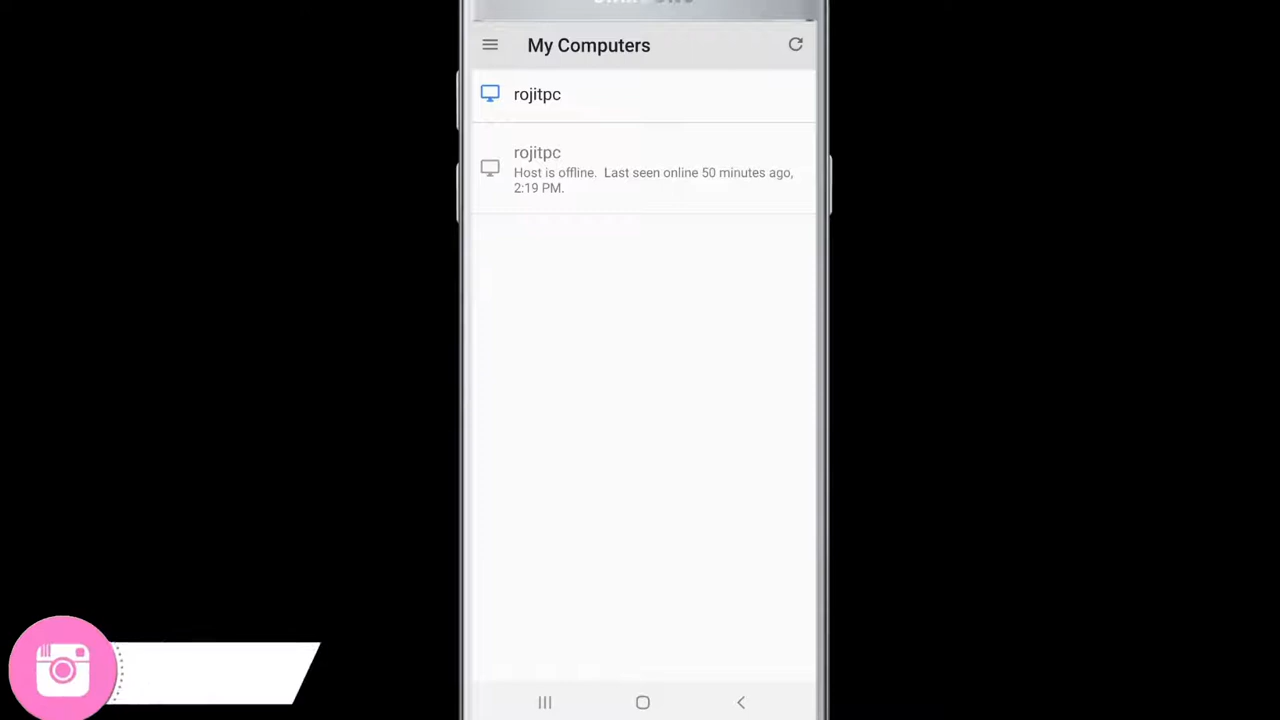 My Computers
rojitpc
rojitpc
Host is offline. Last seen online 50 minutes ago,
2:19 PM.